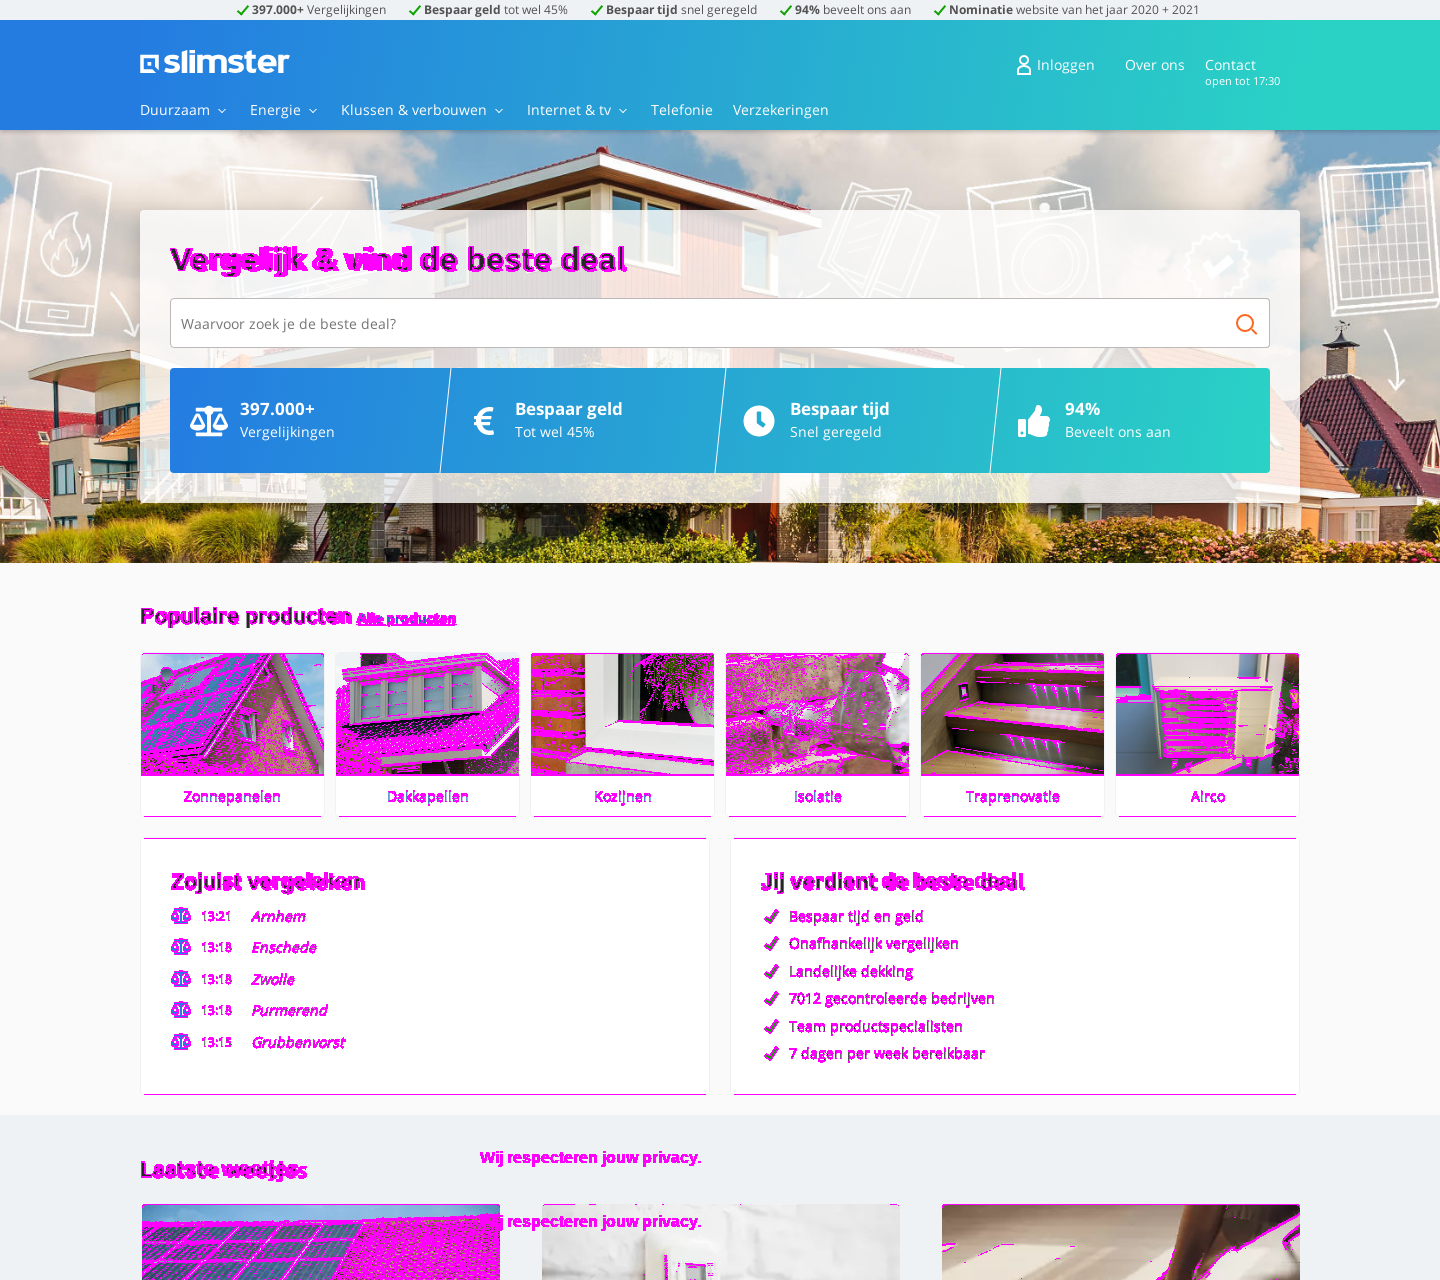 397.000+ Vergelijkingen Bespaar geld tot wel 45% Bespaar tijd snel geregeld 94% beveelt ons aan Nominatie website van het jaar 2020 + 2021
slimster
Inloggen Over ons Contact
open tot 17:30
Duurzaam Energie Klussen & verbouwen Internet & tv Telefonie Verzekeringen
Vergelijk & vind de beste deal
Waarvoor zoek je de beste deal?
397.000+ Bespaar geld Bespaar tijd 94%
Vergelijkingen Tot wel 45% Snel geregeld Beveelt ons aan
Populaire producten Alle producten
Zonnepanelen Dakkapellen Kozijnen Isolatie Traprenovatie Airco
Zojuist vergeleken
13:21 Arnhem
13:18 Enschede
13:18 Zwolle
13:18 Purmerend
13:15 Grubbenvorst
Jij verdient de beste deal
Bespaar tijd en geld
Onafhankelijk vergelijken
Landelijke dekking
7012 gecontroleerde bedrijven
Team productspecialisten
7 dagen per week bereikbaar
Wij respecteren jouw privacy.
Laatste weetjes
Wij respecteren jouw privacy.